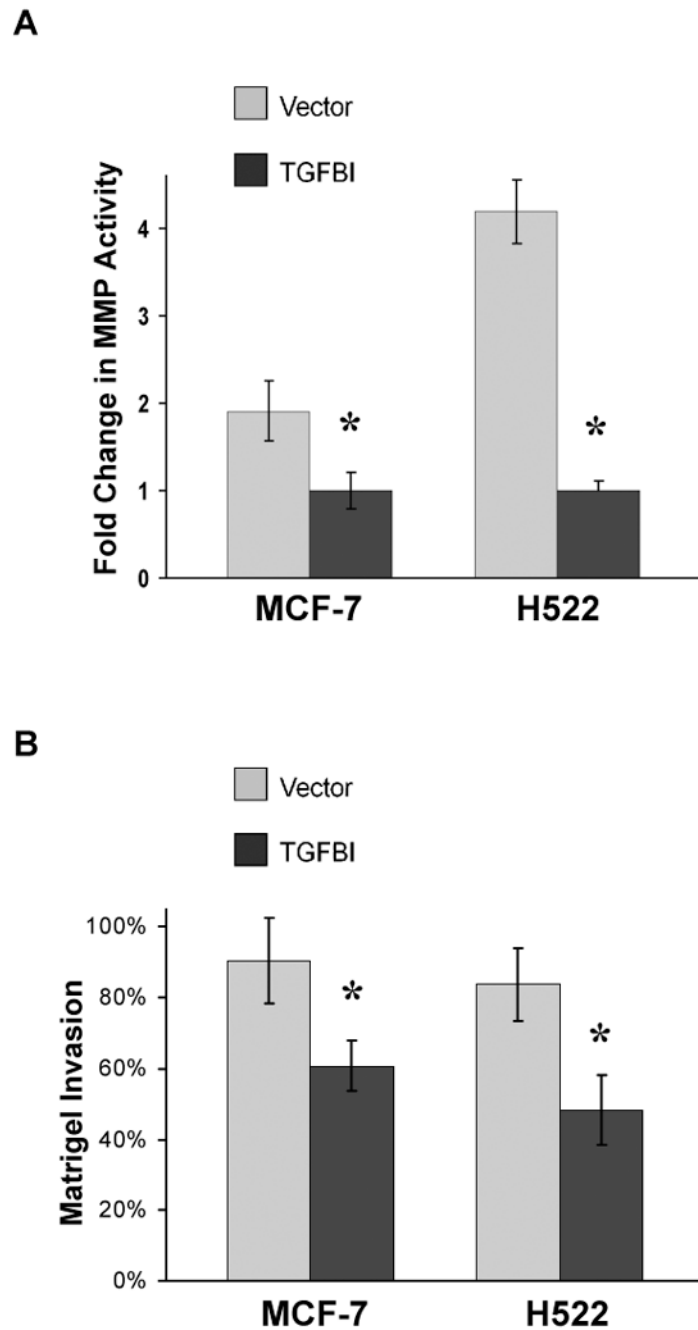 A
Vector
TGFBI
Fold Change in MMP Activity
4
3
2
1
0
*
*
MCF-7 H522
B
Vector
TGFBI
Matrigel Invasion
100%
80%
60%
40%
20%
0%
*
*
MCF-7 H522